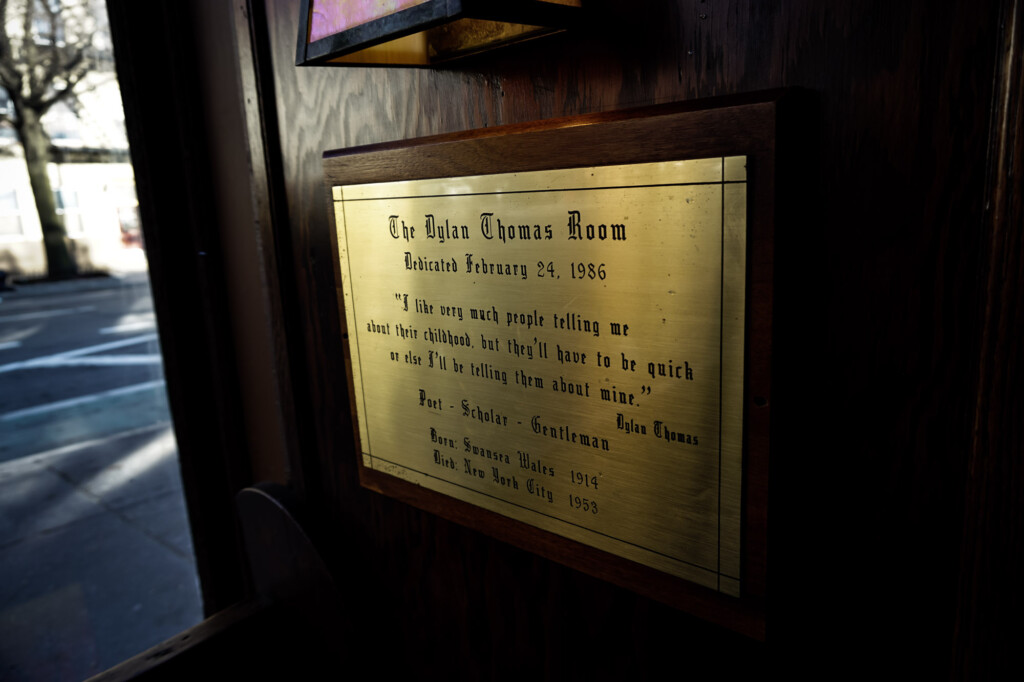 The Dylan Thomas Room
Dedicated February 24, 1986
"I like very much people telling me
about their childhood, but they'll have to be quick
or else I'll be telling them about mine."
Dylan Thomas
Poet - Scholar - Gentleman
Born: Swansea Wales 1914
Died: New York City 1953